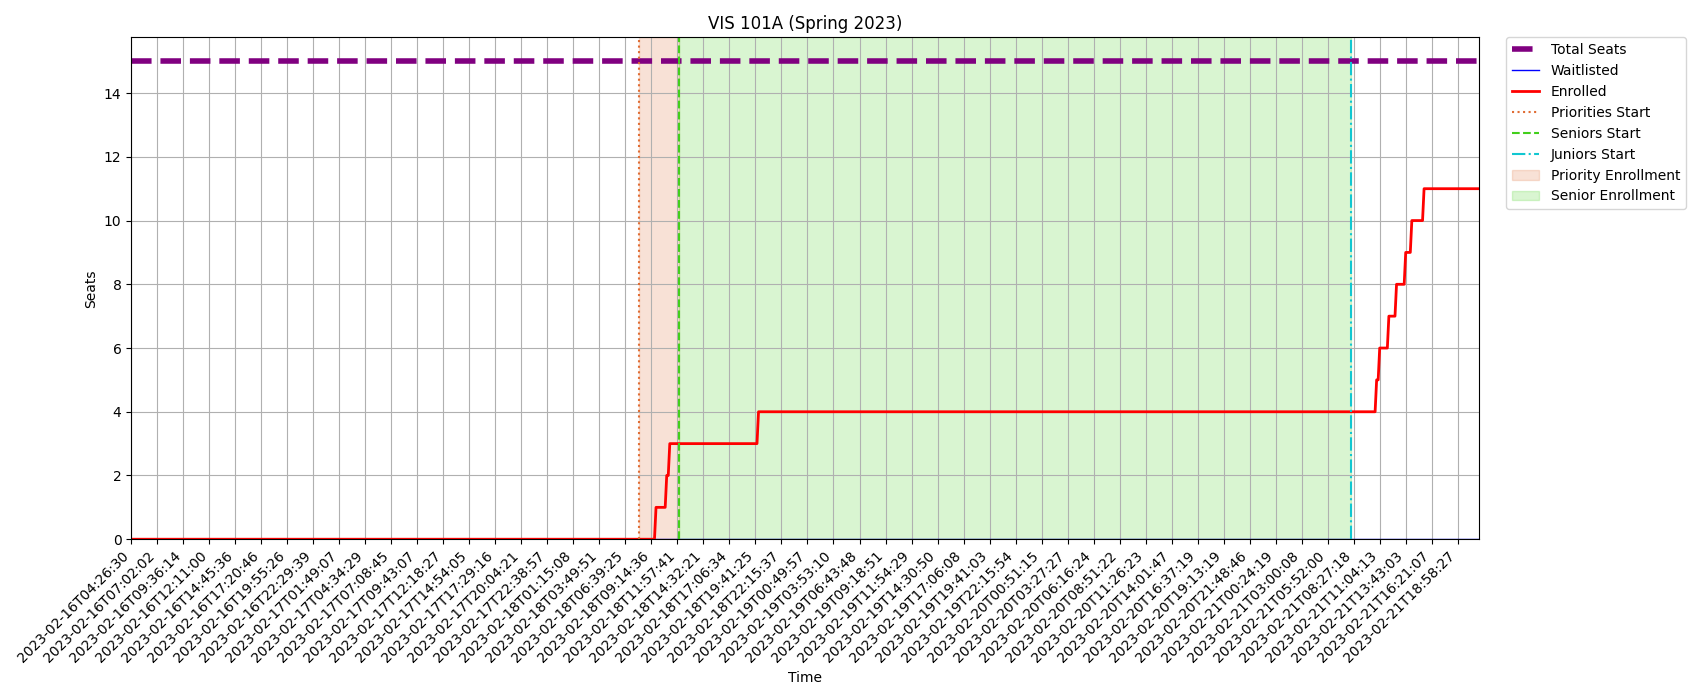 VIS 101A (Spring 2023)
Total Seats
Waitlisted
Enrolled
Priorities Start
Seniors Start
Juniors Start
Priority Enrollment
Senior Enrollment
Seats
14
12
10
8
6
4
2
0
2023-02-16T04:26:30
2023-02-16T07:02:02
2023-02-16T09:36:14
2023-02-16T12:11:00
2023-02-16T14:45:36
2023-02-16T17:20:46
2023-02-16T19:55:26
2023-02-16T22:29:39
2023-02-17T01:49:07
2023-02-17T04:34:29
2023-02-17T07:08:45
2023-02-17T09:43:07
2023-02-17T12:18:27
2023-02-17T14:54:05
2023-02-17T17:29:16
2023-02-17T20:04:21
2023-02-17T22:38:57
2023-02-18T01:15:08
2023-02-18T03:49:51
2023-02-18T06:39:25
2023-02-18T09:14:36
2023-02-18T11:57:41
2023-02-18T14:32:21
2023-02-18T17:06:34
2023-02-18T19:41:25
2023-02-18T22:15:37
2023-02-19T00:49:57
2023-02-19T03:53:10
2023-02-19T06:43:48
2023-02-19T09:18:51
2023-02-19T11:54:29
2023-02-19T14:30:50
2023-02-19T17:06:08
2023-02-19T19:41:03
2023-02-19T22:15:54
2023-02-20T00:51:15
2023-02-20T03:27:27
2023-02-20T06:16:24
2023-02-20T08:51:22
2023-02-20T11:26:23
2023-02-20T14:01:47
2023-02-20T16:37:19
2023-02-20T19:13:19
2023-02-20T21:48:46
2023-02-21T00:24:19
2023-02-21T03:00:08
2023-02-21T05:52:00
2023-02-21T08:27:18
2023-02-21T11:04:13
2023-02-21T13:43:03
2023-02-21T16:21:07
2023-02-21T18:58:27
Time